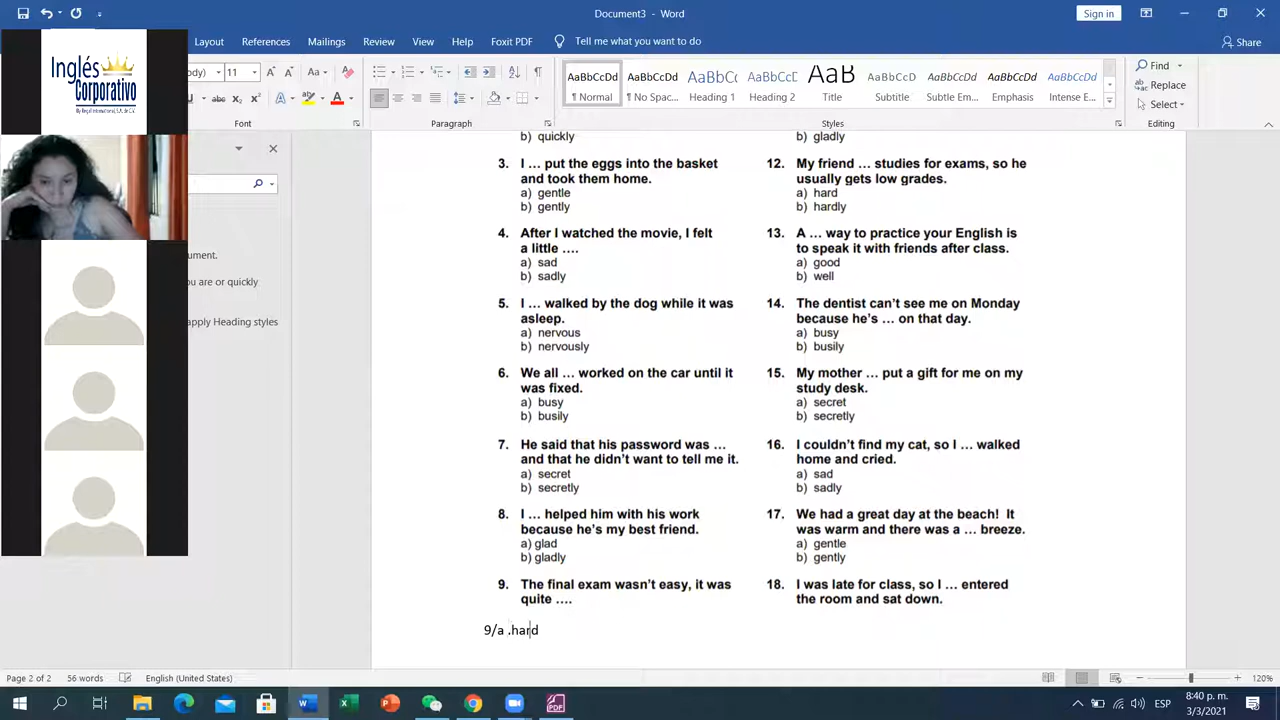 Document3 - Word
Sign in
Layout References Mailings Review View Help Foxit PDF Tell me what you want to do
Share
Inglés
Corporativo
11
Aa
abc
AaBbCcDd
¶ Normal
AaBbCcDd
¶ No Spac...
AaBbCc
Heading 1
AaBbCcD
Heading 2
AaB
Title
AaBbCcD
Subtitle
AaBbCcDd
Subtle Em...
AaBbCcDd
Emphasis
AaBbCcDd
Intense E...
Find
Replace
Select
Font
Paragraph
Styles
Editing
b) quickly
3. I ... put the eggs into the basket
and took them home.
a) gentle
b) gently
4. After I watched the movie, I felt
a little ....
a) sad
b) sadly
5. I ... walked by the dog while it was
asleep.
a) nervous
b) nervously
6. We all ... worked on the car until it
was fixed.
a) busy
b) busily
7. He said that his password was ...
and that he didn't want to tell me it.
a) secret
b) secretly
8. I ... helped him with his work
because he's my best friend.
a) glad
b) gladly
9. The final exam wasn't easy, it was
quite ....
b) gladly
12. My friend ... studies for exams, so he
usually gets low grades.
a) hard
b) hardly
13. A ... way to practice your English is
to speak it with friends after class.
a) good
b) well
14. The dentist can't see me on Monday
because he's ... on that day.
a) busy
b) busily
15. My mother ... put a gift for me on my
study desk.
a) secret
b) secretly
16. I couldn't find my cat, so I ... walked
home and cried.
a) sad
b) sadly
17. We had a great day at the beach! It
was warm and there was a ... breeze.
a) gentle
b) gently
18. I was late for class, so I ... entered
the room and sat down.
9/a .hard
Page 2 of 2 56 words English (United States)
120%
ESP
8:40 p. m.
3/3/2021